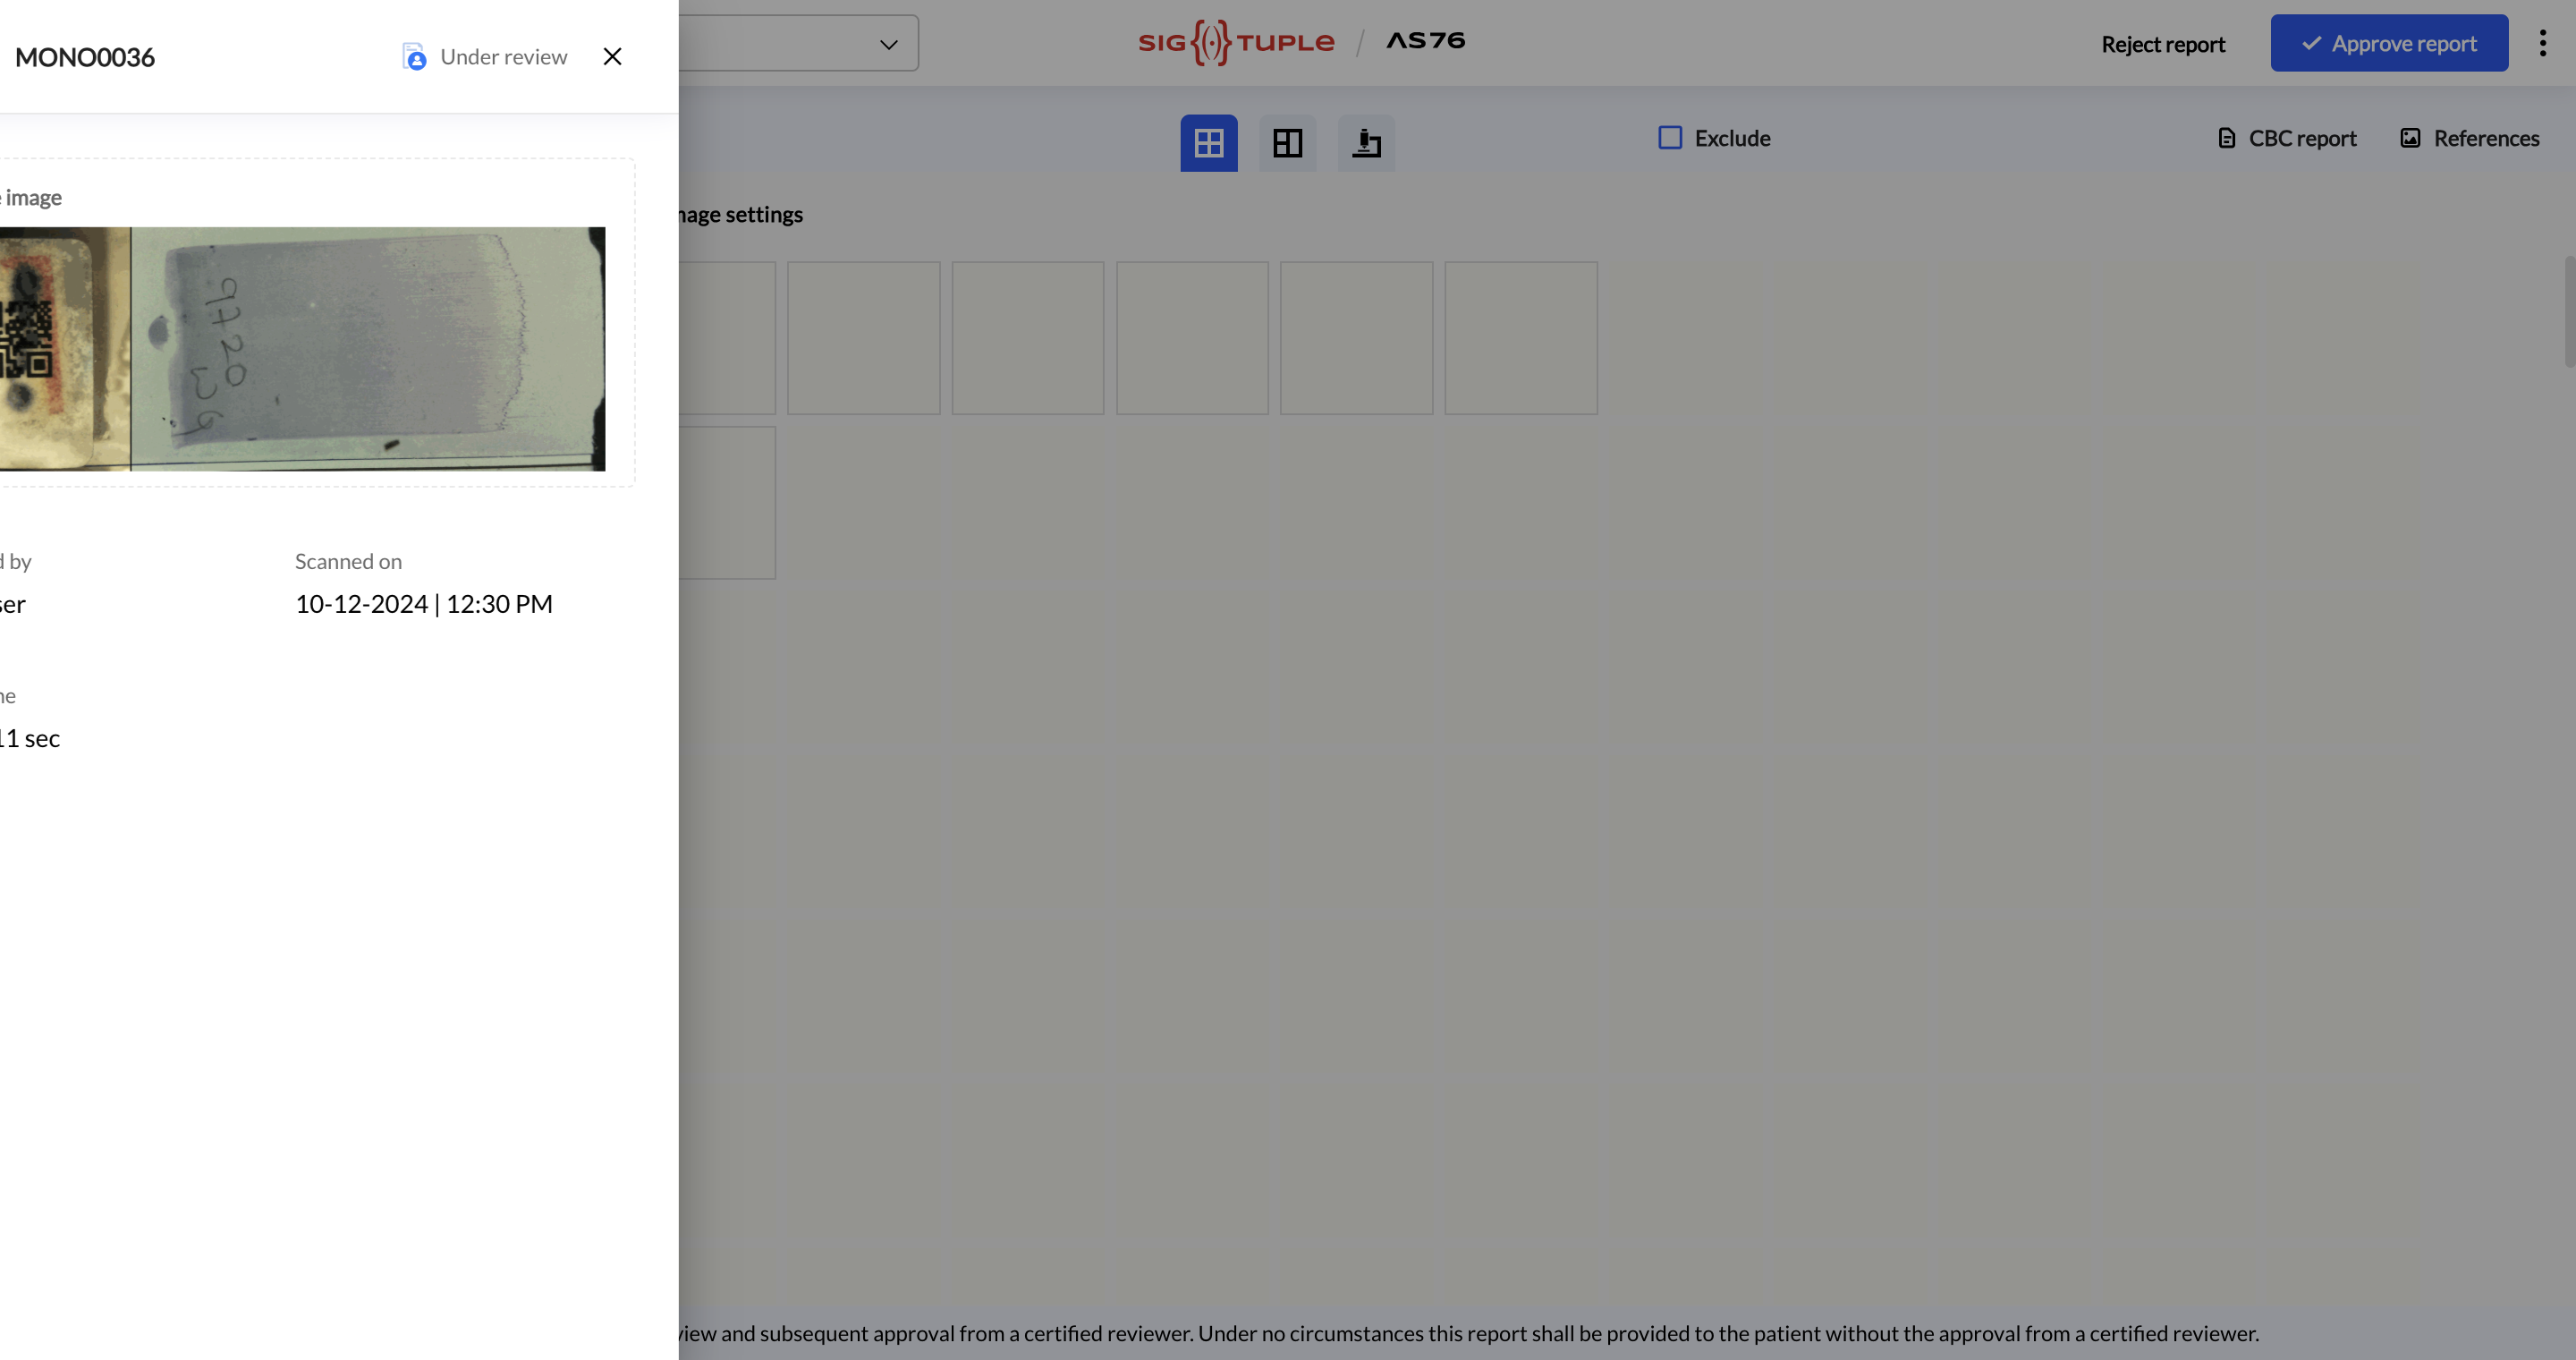 MONO0036
Under review
SIG TUPLE / AS76
Reject report
Approve report
Exclude
CBC report
References
e image
nage settings
9720
36
d by
Scanned on
ser
10-12-2024 | 12:30 PM
ne
11 sec
view and subsequent approval from a certified reviewer. Under no circumstances this report shall be provided to the patient without the approval from a certified reviewer.